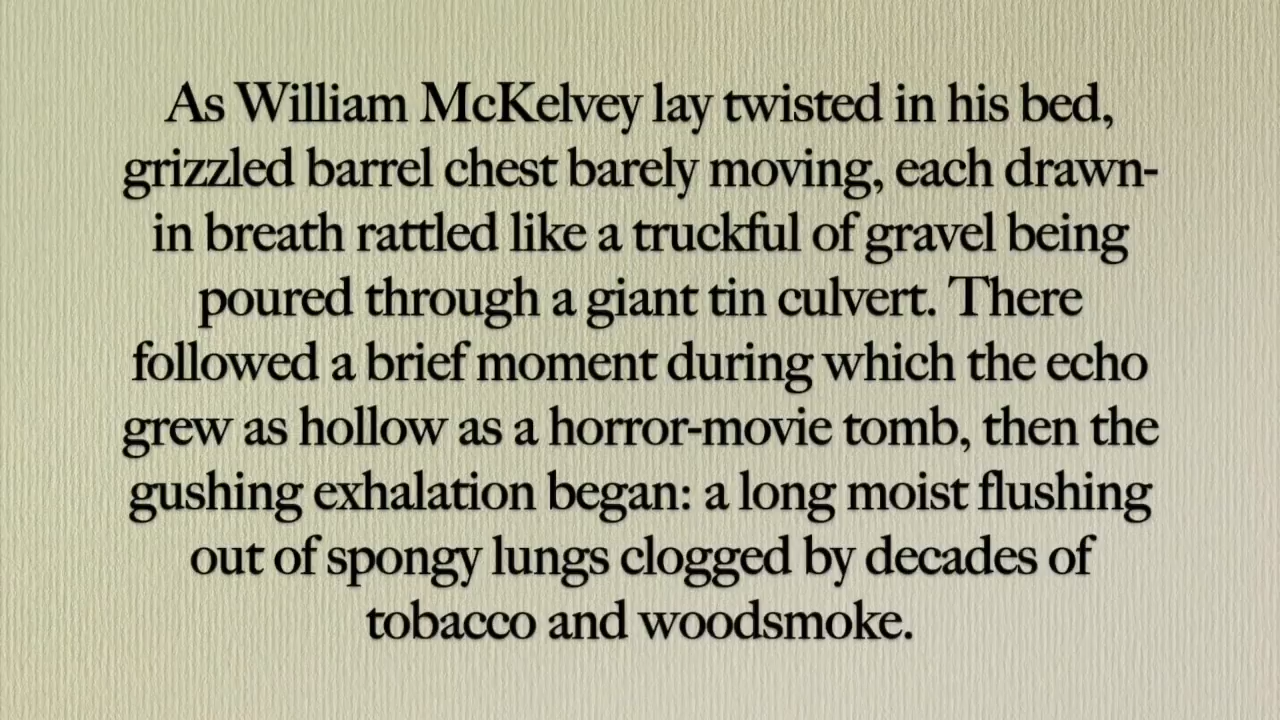 As William McKelvey lay twisted in his bed,
grizzled barrel chest barely moving, each drawn-
in breath rattled like a truckful of gravel being
poured through a giant tin culvert. There
followed a brief moment during which the echo
grew as hollow as a horror-movie tomb, then the
gushing exhalation began: a long moist flushing
out of spongy lungs clogged by decades of
tobacco and woodsmoke.